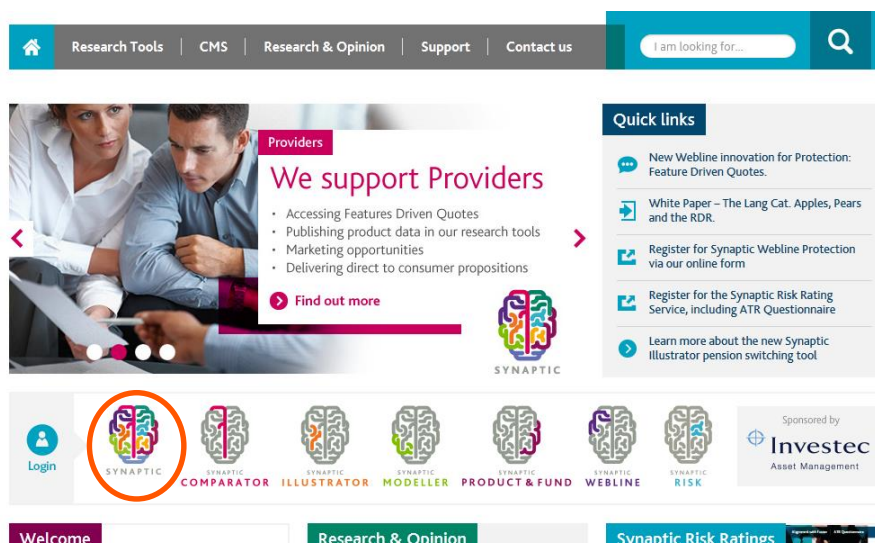 Research Tools
CMS
Research & Opinion
Support
Contact us
I am looking for...
Providers
We support Providers
• Accessing Features Driven Quotes
• Publishing product data in our research tools
• Marketing opportunities
• Delivering direct to consumer propositions
Find out more
SYNAPTIC
Quick links
New Webline innovation for Protection:
Feature Driven Quotes.
White Paper – The Lang Cat. Apples, Pears
and the RDR.
Register for Synaptic Webline Protection
via our online form
Register for the Synaptic Risk Rating
Service, including ATR Questionnaire
Learn more about the new Synaptic
Illustrator pension switching tool
Login
SYNAPTIC
SYNAPTIC
COMPARATOR
SYNAPTIC
ILLUSTRATOR
SYNAPTIC
MODELLER
SYNAPTIC
PRODUCT & FUND
SYNAPTIC
WEBLINE
SYNAPTIC
RISK
Sponsored by
Investec
Asset Management
Welcome
Research & Opinion
Synaptic Risk Ratings